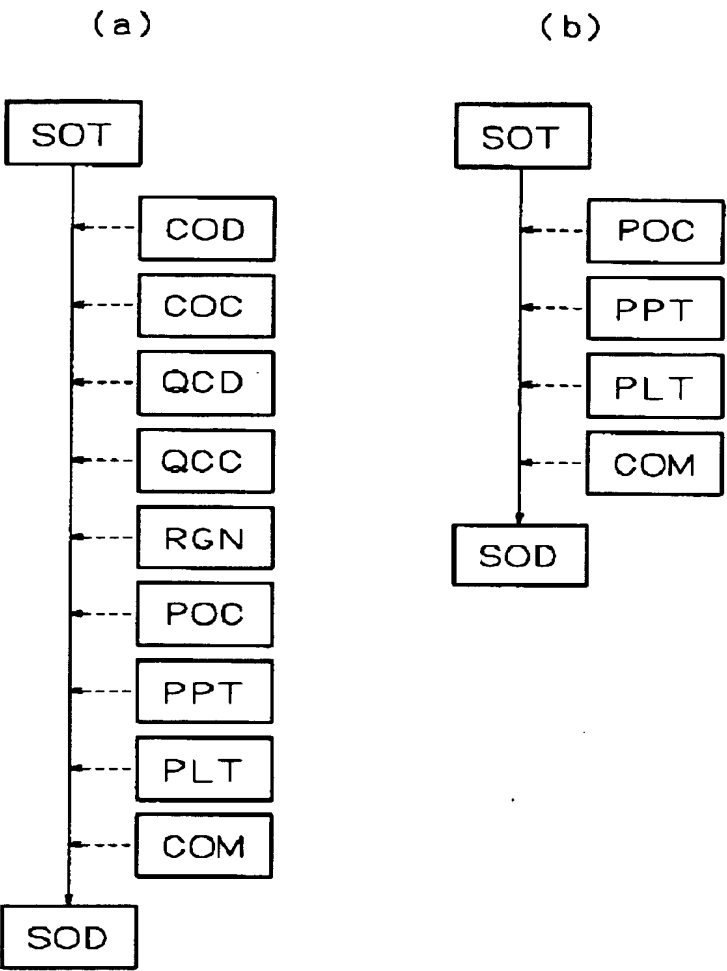 (a)
SOT
COD
COC
QCD
QCC
RGN
POC
PPT
PLT
COM
SOD
(b)
SOT
POC
PPT
PLT
COM
SOD